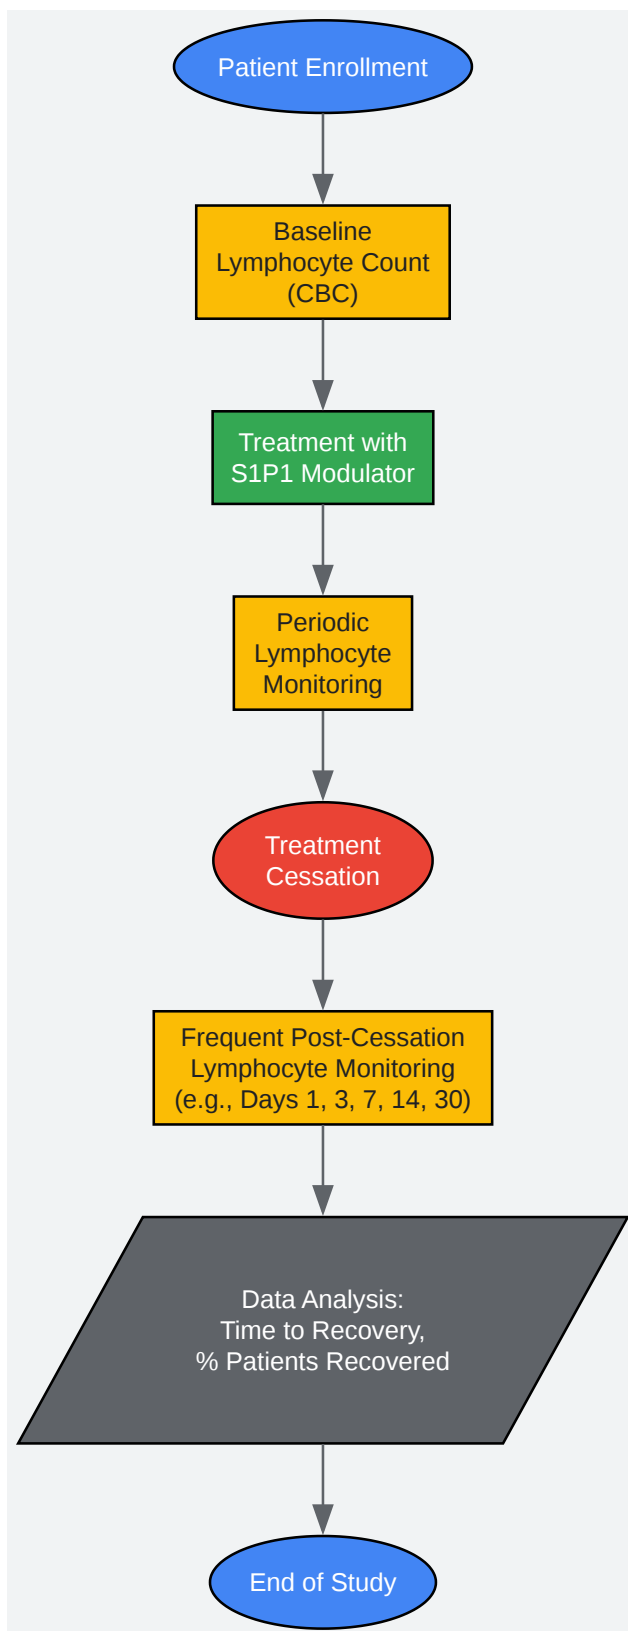 Patient Enrollment
Baseline
Lymphocyte Count
(CBC)
Treatment with
S1P1 Modulator
Periodic
Lymphocyte
Monitoring
Treatment
Cessation
Frequent Post-Cessation
Lymphocyte Monitoring
(e.g., Days 1, 3, 7, 14, 30)
Data Analysis:
Time to Recovery,
% Patients Recovered
End of Study